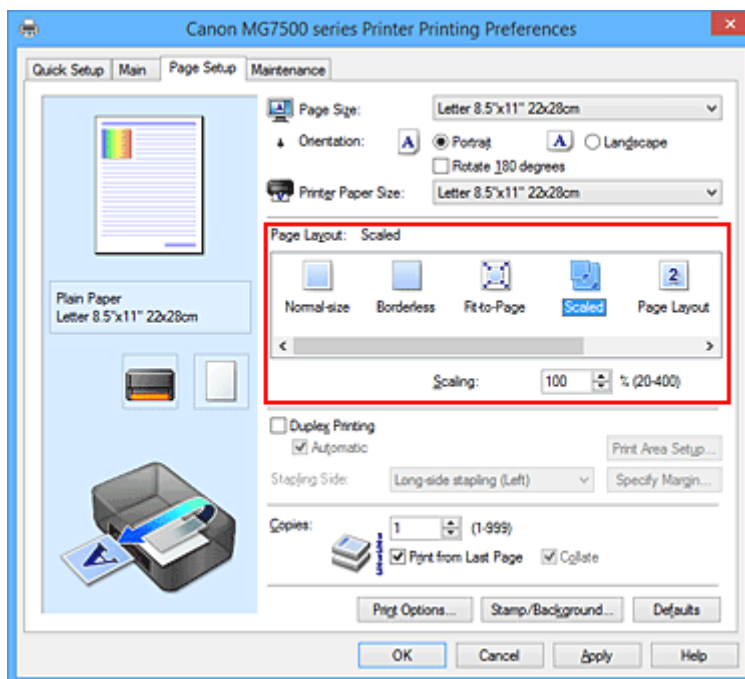 Canon MG7500 series Printer Printing Preferences
Quick Setup Main Page Setup Maintenance
Page Size: Letter 8.5"x11" 22x28cm
Orientation: A Portrait A Landscape
Rotate 180 degrees
Printer Paper Size: Letter 8.5"x11" 22x28cm
Page Layout: Scaled
Normal-size Borderless Fit-to-Page Scaled 2 Page Layout
Scaling: 100 % (20-400)
Plain Paper
Letter 8.5"x11" 22x28cm
Duplex Printing
Automatic Print Area Setup...
Stapling Side: Long-side stapling (Left) Specify Margin...
Copies: 1 (1-999)
Print from Last Page Collate
A
Print Options... Stamp/Background... Defaults
OK Cancel Apply Help